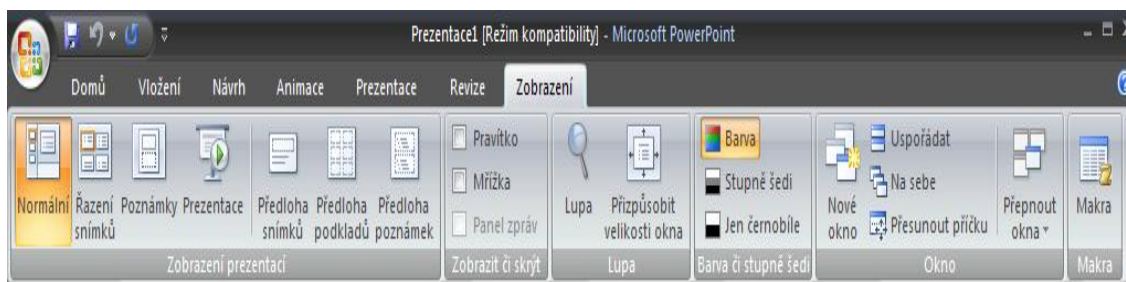 Prezentace1 [Režim kompatibility] - Microsoft PowerPoint
Domů Vložení Návrh Animace Prezentace Revize Zobrazení
Normální
Řazení
snímků
Poznámky
Prezentace
Předloha
snímků
Předloha
podkladů
Předloha
poznámek
Zobrazení prezentací
Pravítko
Mřížka
Panel zpráv
Zobrazit či skrýt
Lupa
Přizpůsobit
velikosti okna
Lupa
Barva
Stupně šedi
Jen černobíle
Barva či stupně šedi
Nové
okno
Uspořádat
Na sebe
Přesunout příčku
Přepnout
okna
Okno
Makra
Makra